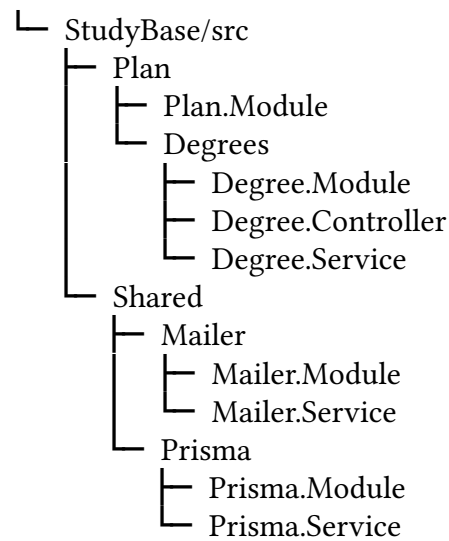 StudyBase/src
Plan
Plan.Module
Degrees
Degree.Module
Degree.Controller
Degree.Service
Shared
Mailer
Mailer.Module
Mailer.Service
Prisma
Prisma.Module
Prisma.Service